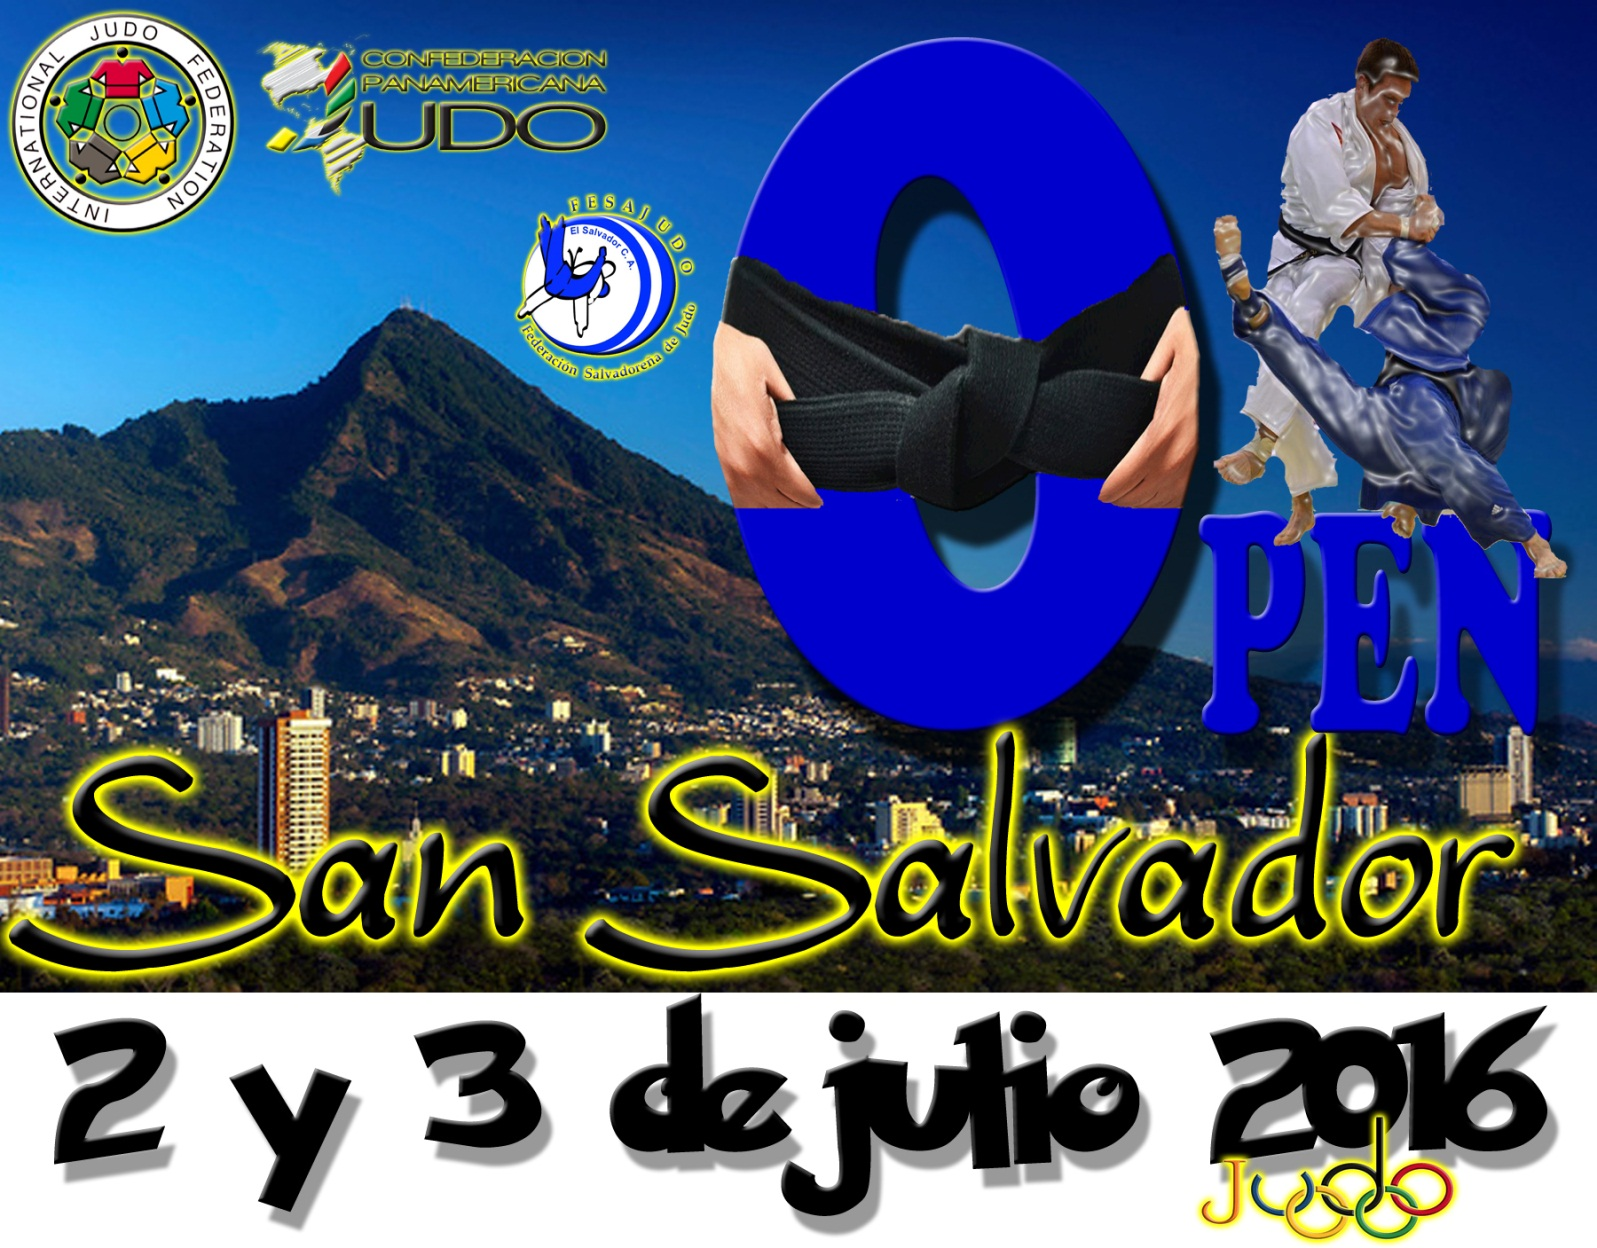 INTERNATIONAL JUDO FEDERATION
CONFEDERACION
PANAMERICANA
JUDO
FESAJUDO
El Salvador C. A.
Federación Salvadoreña de Judo
OPEN
San Salvador
2 y 3 de julio 2016
Judo